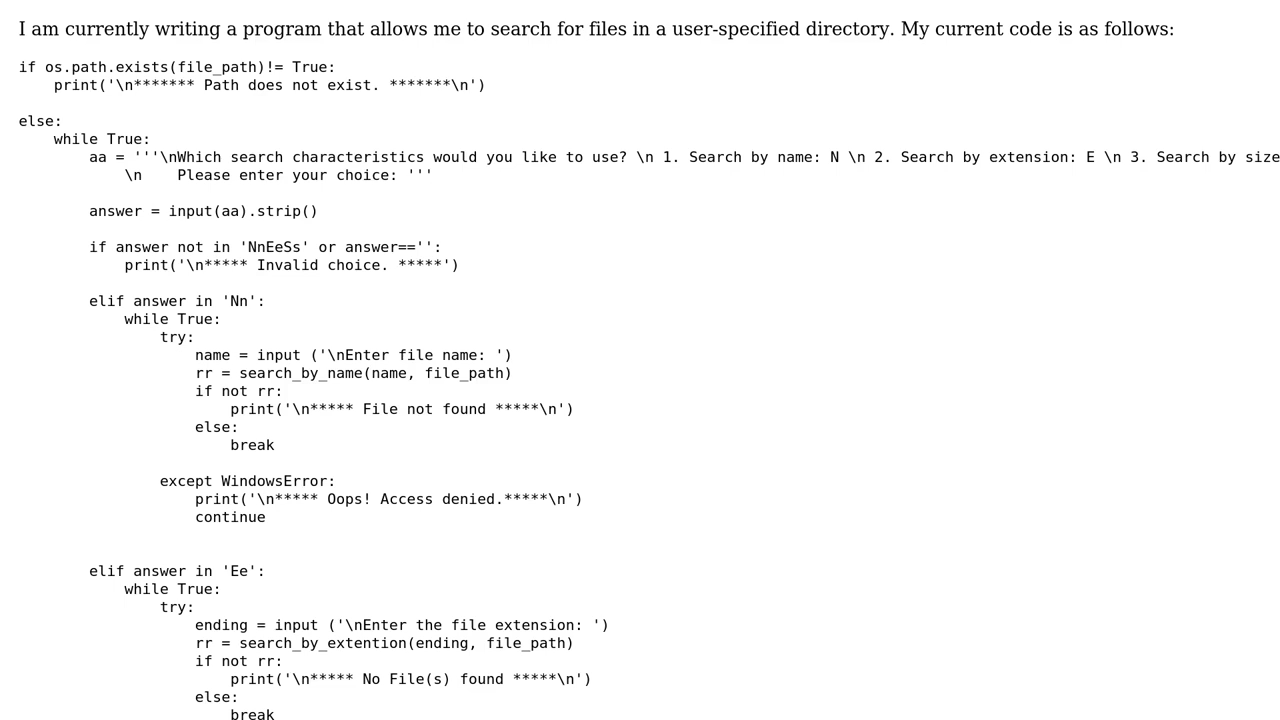 I am currently writing a program that allows me to search for files in a user-specified directory. My current code is as follows:
if os.path.exists(file_path)!= True:
    print('\n******* Path does not exist. *******\n')

else:
    while True:
        aa = '''\nWhich search characteristics would you like to use? \n 1. Search by name: N \n 2. Search by extension: E \n 3. Search by size
            \n    Please enter your choice: '''

        answer = input(aa).strip()

        if answer not in 'NnEeSs' or answer=='':
            print('\n***** Invalid choice. *****')

        elif answer in 'Nn':
            while True:
                try:
                    name = input ('\nEnter file name: ')
                    rr = search_by_name(name, file_path)
                    if not rr:
                        print('\n***** File not found *****\n')
                    else:
                        break

                except WindowsError:
                    print('\n***** Oops! Access denied.*****\n')
                    continue


        elif answer in 'Ee':
            while True:
                try:
                    ending = input ('\nEnter the file extension: ')
                    rr = search_by_extention(ending, file_path)
                    if not rr:
                        print('\n***** No File(s) found *****\n')
                    else:
                        break